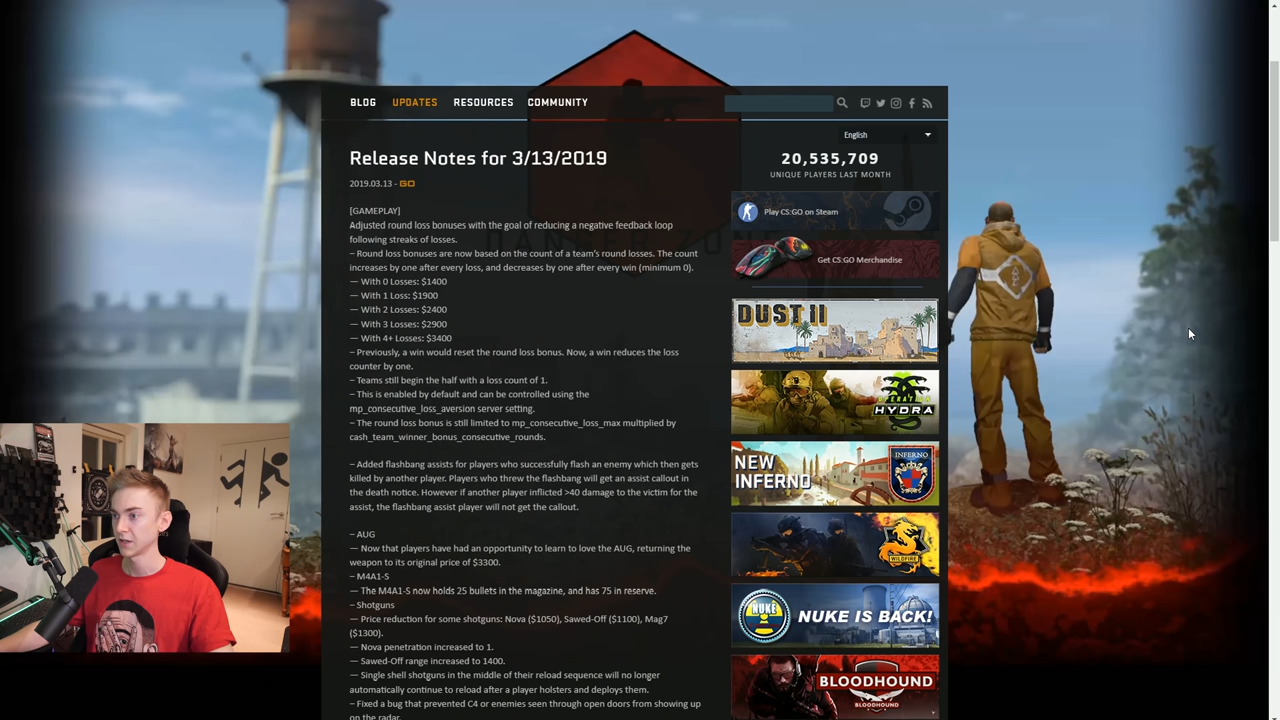 BLOG UPDATES RESOURCES COMMUNITY
English
Release Notes for 3/13/2019
20,535,709
UNIQUE PLAYERS LAST MONTH
2019.03.13 - GO
[GAMEPLAY]
Adjusted round loss bonuses with the goal of reducing a negative feedback loop
following streaks of losses.
– Round loss bonuses are now based on the count of a team's round losses. The count
increases by one after every loss, and decreases by one after every win (minimum 0).
— With 0 Losses: $1400
— With 1 Loss: $1900
— With 2 Losses: $2400
— With 3 Losses: $2900
— With 4+ Losses: $3400
– Previously, a win would reset the round loss bonus. Now, a win reduces the loss
counter by one.
– Teams still begin the half with a loss count of 1.
– This is enabled by default and can be controlled using the
mp_consecutive_loss_aversion server setting.
– The round loss bonus is still limited to mp_consecutive_loss_max multiplied by
cash_team_winner_bonus_consecutive_rounds.
– Added flashbang assists for players who successfully flash an enemy which then gets
killed by another player. Players who threw the flashbang will get an assist callout in
the death notice. However if another player inflicted >40 damage to the victim for the
assist, the flashbang assist player will not get the callout.
– AUG
— Now that players have had an opportunity to learn to love the AUG, returning the
weapon to its original price of $3300.
– M4A1-S
— The M4A1-S now holds 25 bullets in the magazine, and has 75 in reserve.
– Shotguns
— Price reduction for some shotguns: Nova ($1050), Sawed-Off ($1100), Mag7
($1300).
— Nova penetration increased to 1.
— Sawed-Off range increased to 1400.
— Single shell shotguns in the middle of their reload sequence will no longer
automatically continue to reload after a player holsters and deploys them.
– Fixed a bug that prevented C4 or enemies seen through open doors from showing up
on the radar.
Play CS:GO on Steam
Get CS:GO Merchandise
DUST II
OPERATION
HYDRA
NEW
INFERNO
INFERNO
WILDFIRE
NUKE IS BACK!
BLOODHOUND
BLOODHOUND